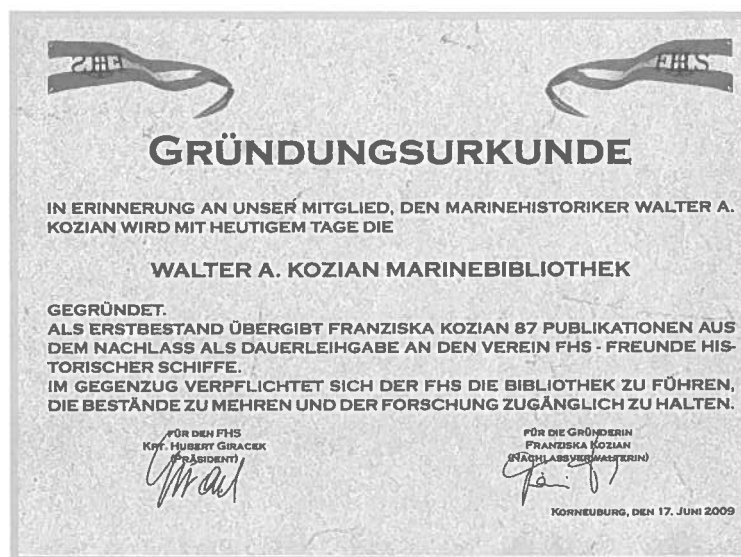 FHS FHS
GRÜNDUNGSURKUNDE
IN ERINNERUNG AN UNSER MITGLIED, DEN MARINEHISTORIKER WALTER A.
KOZIAN WIRD MIT HEUTIGEM TAGE DIE
WALTER A. KOZIAN MARINEBIBLIOTHEK
GEGRÜNDET.
ALS ERSTBESTAND ÜBERGIBT FRANZISKA KOZIAN 87 PUBLIKATIONEN AUS
DEM NACHLASS ALS DAUERLEIHGABE AN DEN VEREIN FHS - FREUNDE HIS-
TORISCHER SCHIFFE.
IM GEGENZUG VERPFLICHTET SICH DER FHS DIE BIBLIOTHEK ZU FÜHREN,
DIE BESTÄNDE ZU MEHREN UND DER FORSCHUNG ZUGÄNGLICH ZU HALTEN.
FÜR DEN FHS
KPT. HUBERT GIRACEK
(PRÄSIDENT)
FÜR DIE GRÜNDERIN
FRANZISKA KOZIAN
(NACHLASSVERWALTERIN)
KORNEUBURG, DEN 17. JUNI 2009